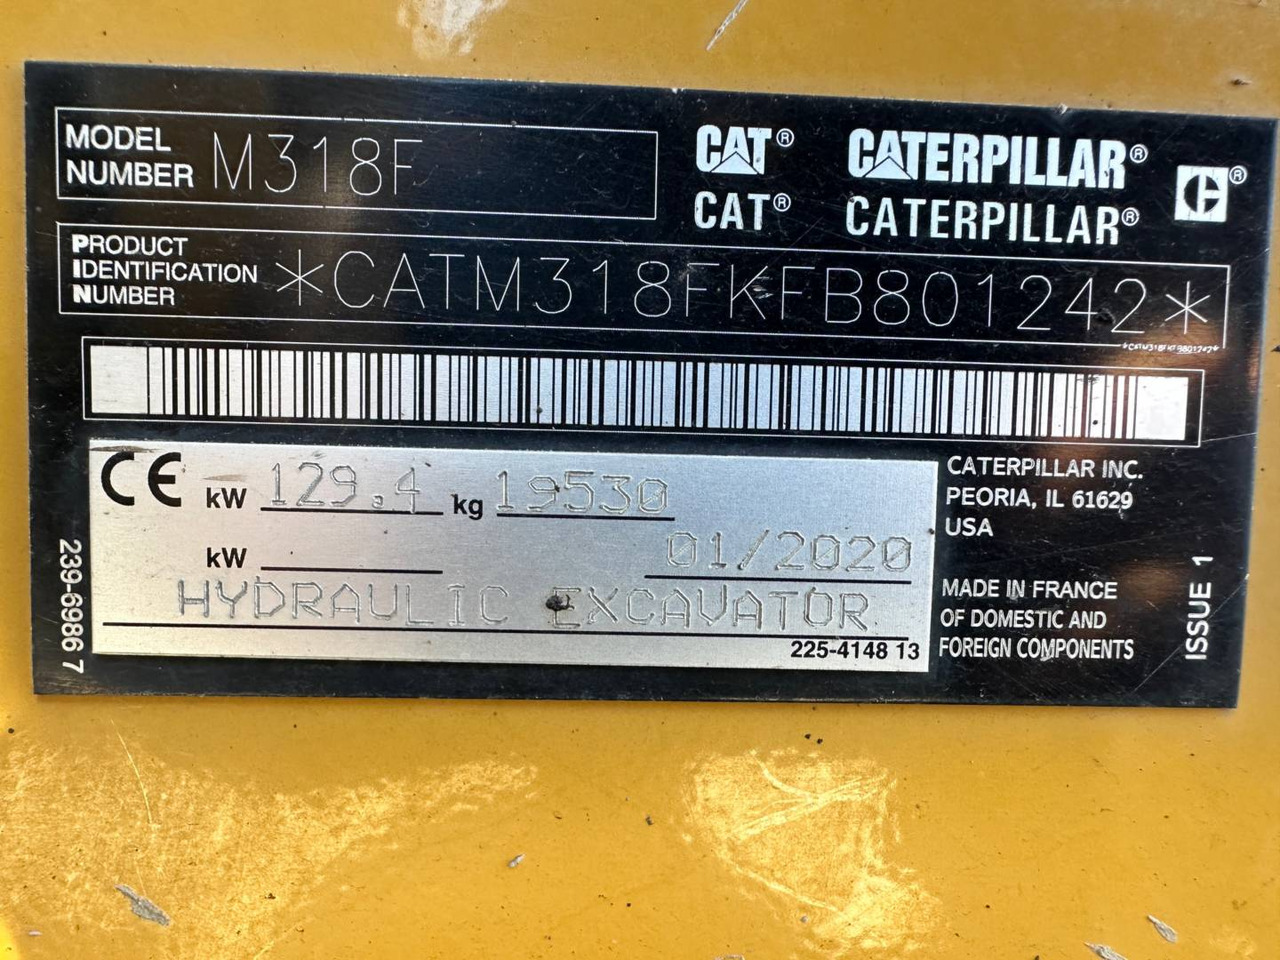 MODEL NUMBER M318F
CAT® CATERPILLAR®
CAT® CATERPILLAR®
PRODUCT IDENTIFICATION NUMBER *CATM318FKFB801242*
*CATM318FKFB801242*
CE kW 129.4 kg 19530
kW 01/2020
HYDRAULIC EXCAVATOR
225-4148 13
CATERPILLAR INC.
PEORIA, IL 61629
USA
MADE IN FRANCE
OF DOMESTIC AND
FOREIGN COMPONENTS
239-6986 7
ISSUE 1